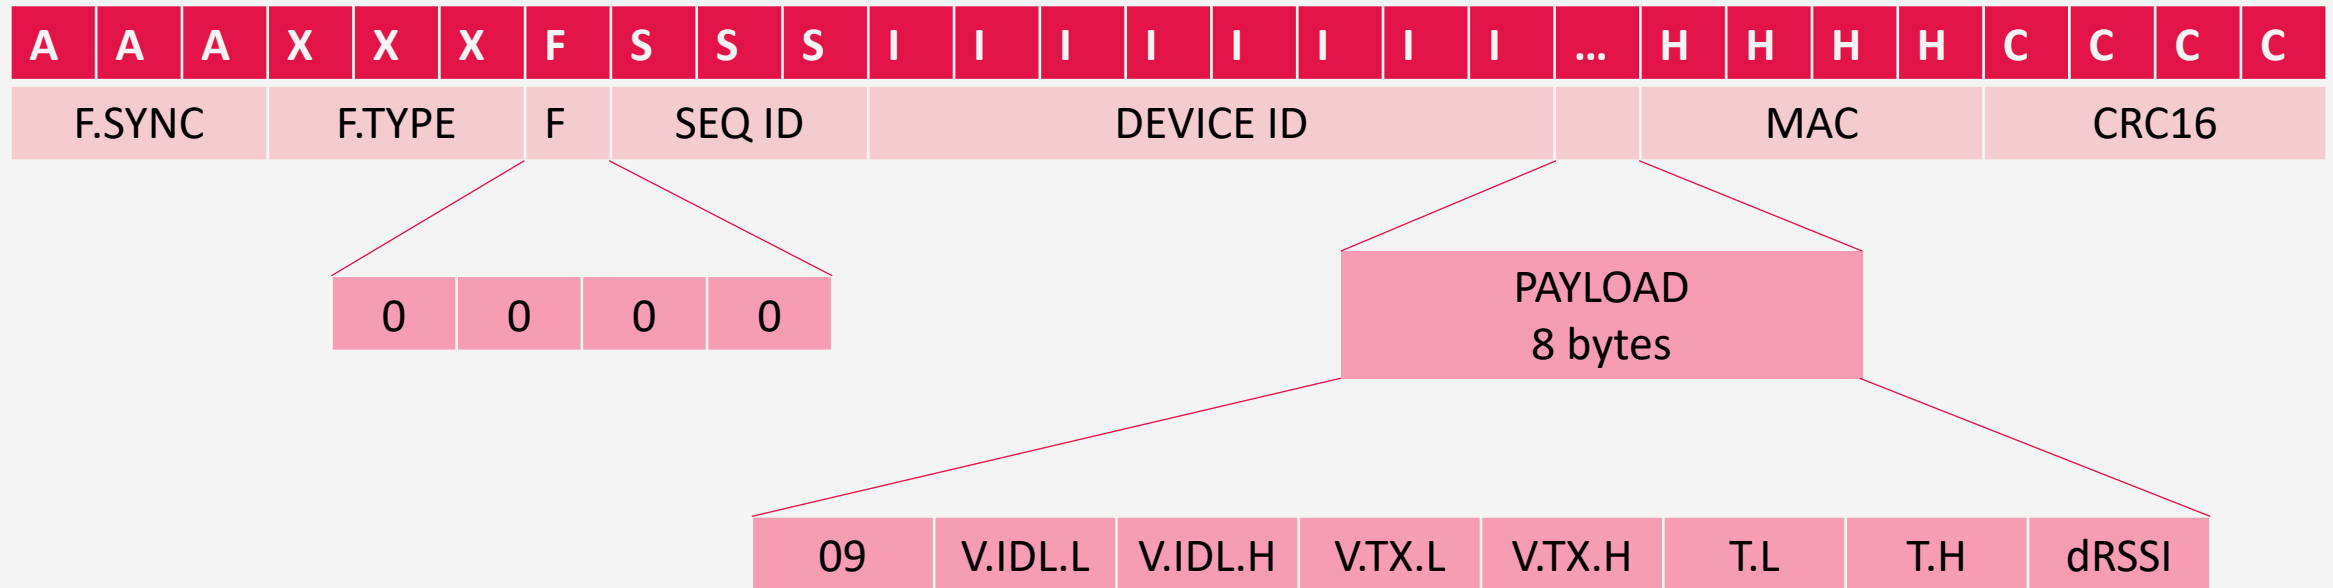 A A A X X X F S S S I I I I I I I I ... H H H H C C C C
F.SYNC F.TYPE F SEQ ID DEVICE ID MAC CRC16
0 0 0 0
PAYLOAD
8 bytes
09 V.IDL.L V.IDL.H V.TX.L V.TX.H T.L T.H dRSSI